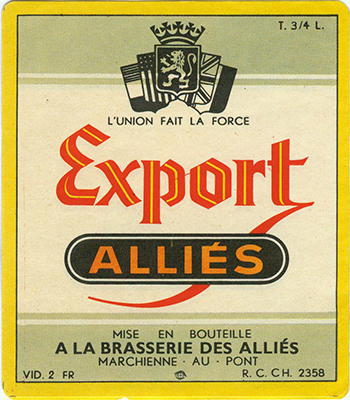 T. 3/4 L.
L'UNION FAIT LA FORCE
Export
ALLIÉS
MISE EN BOUTEILLE
A LA BRASSERIE DES ALLIÉS
MARCHIENNE · AU · PONT
VID. 2 FR
R. C. CH. 2358